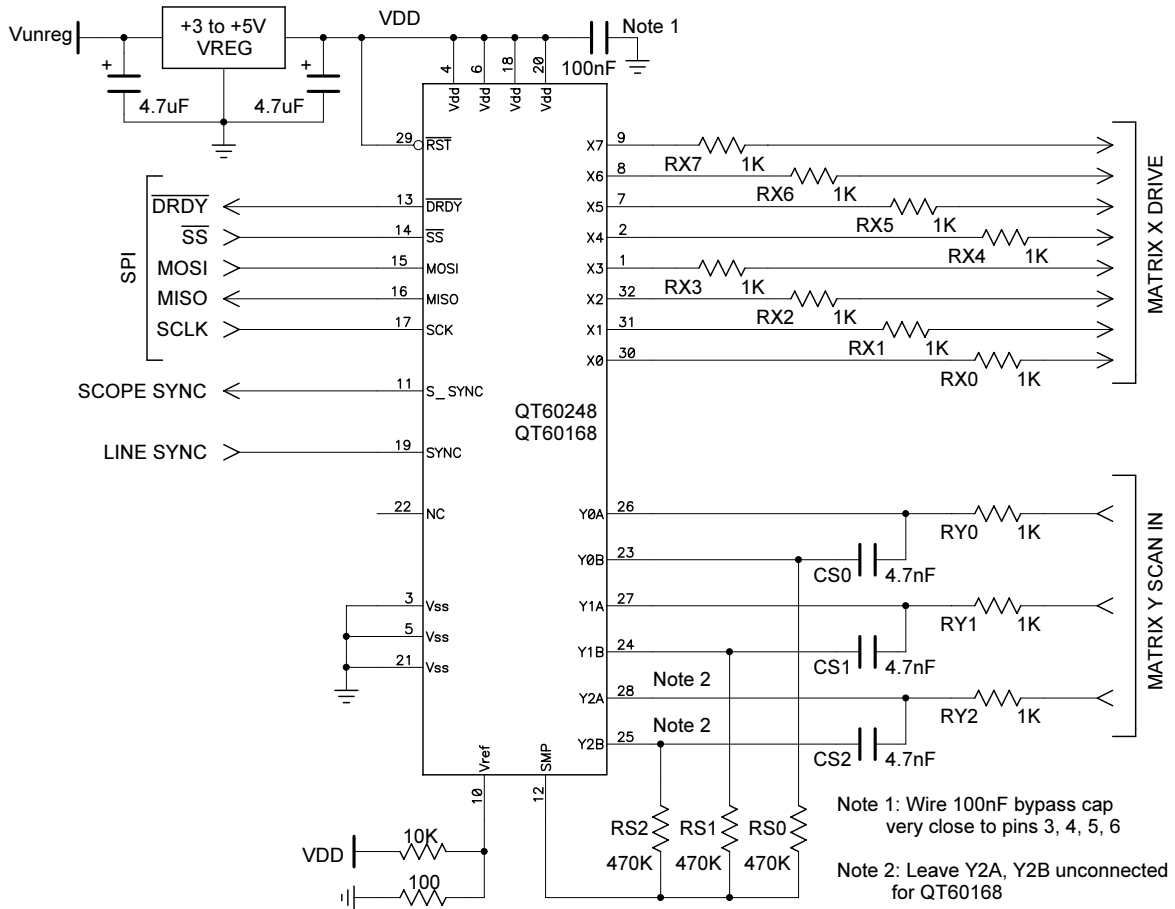 Vunreg
+3 to +5V
VREG
VDD
Note 1
+
4.7uF
+
4.7uF
100nF
4
6
18
20
Vdd
Vdd
Vdd
Vdd
29
RST
SPI
DRDY
13
DRDY
SS
14
SS
MOSI
15
MOSI
MISO
16
MISO
SCLK
17
SCK
SCOPE SYNC
11
S_SYNC
LINE SYNC
19
SYNC
22
NC
3
Vss
5
Vss
21
Vss
QT60248
QT60168
X7
9
RX7
1K
X6
8
RX6
1K
X5
7
RX5
1K
X4
2
RX4
1K
X3
1
RX3
1K
X2
32
RX2
1K
X1
31
RX1
1K
X0
30
RX0
1K
MATRIX X DRIVE
Y0A
26
RY0
1K
Y0B
23
CS0
4.7nF
Y1A
27
RY1
1K
Y1B
24
CS1
4.7nF
Note 2
Y2A
28
RY2
1K
Note 2
Y2B
25
CS2
4.7nF
MATRIX Y SCAN IN
Vref
10
SMP
12
VDD
10K
100
RS2
470K
RS1
470K
RS0
470K
Note 1: Wire 100nF bypass cap
very close to pins 3, 4, 5, 6
Note 2: Leave Y2A, Y2B unconnected
for QT60168